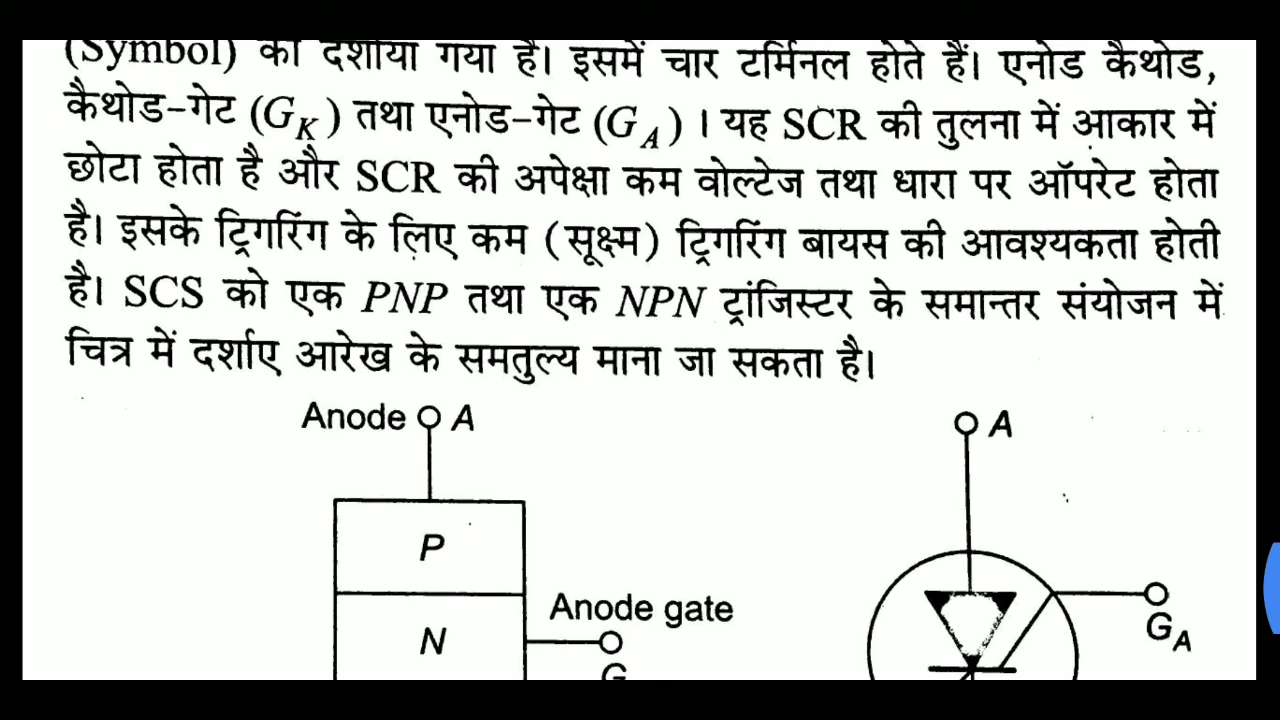 (Symbol) को दर्शाया गया है। इसमें चार टर्मिनल होते हैं। एनोड कैथोड,
कैथोड-गेट (G_K) तथा एनोड-गेट (G_A) । यह SCR की तुलना में आकार में
छोटा होता है और SCR की अपेक्षा कम वोल्टेज तथा धारा पर ऑपरेट होता
है। इसके ट्रिगरिंग के लिए कम (सूक्ष्म) ट्रिगरिंग बायस की आवश्यकता होती
है। SCS को एक PNP तथा एक NPN ट्रांजिस्टर के समान्तर संयोजन में
चित्र में दर्शाए आरेख के समतुल्य माना जा सकता है।
Anode A
A
P
Anode gate
N
G_A
G